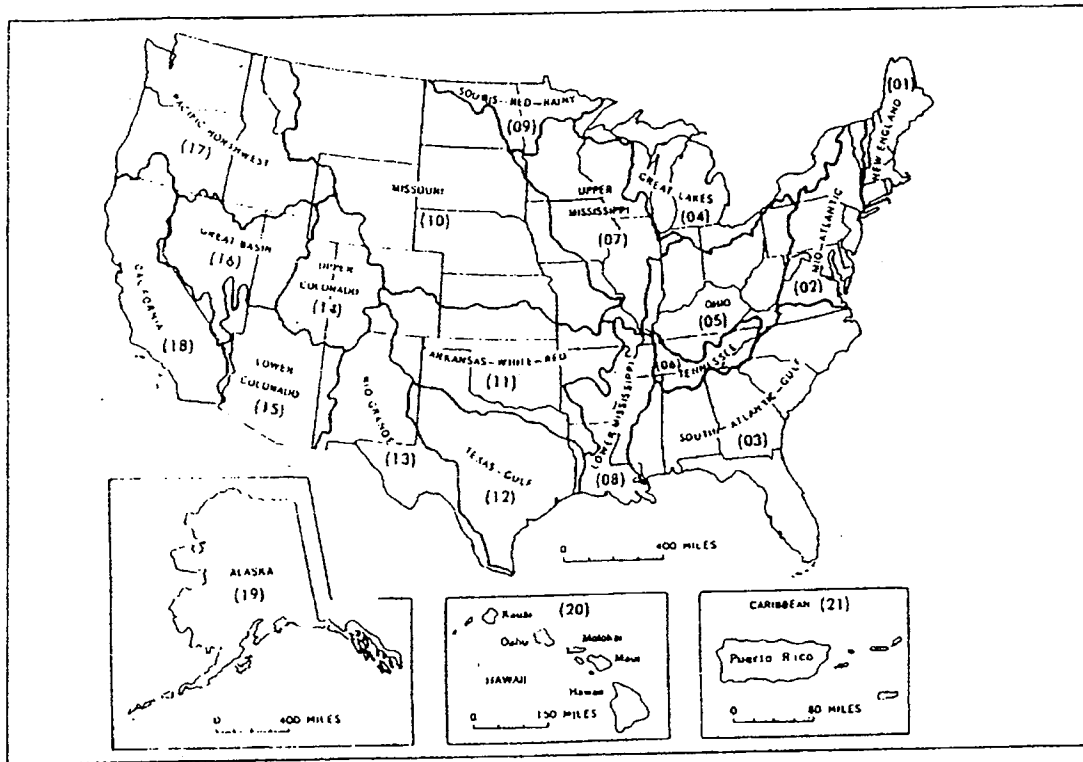 (01)
NEW ENGLAND
SOURIS-RED-RAINY
(09)
PACIFIC NORTHWEST
(17)
MISSOURI
(10)
UPPER
MISSISSIPPI
(07)
GREAT LAKES
(04)
MID-ATLANTIC
(02)
GREAT BASIN
(16)
UPPER
COLORADO
(14)
CALIFORNIA
(18)
OHIO
(05)
LOWER
COLORADO
(15)
ARKANSAS-WHITE-RED
(11)
(06)
TENNESSEE
RIO GRANDE
(13)
LOWER MISSISSIPPI
(08)
SOUTH ATLANTIC-GULF
(03)
TEXAS-GULF
(12)
0 400 MILES
ALASKA
(19)
0 400 MILES
(20)
Kauai
Oahu
Molokai
Maui
HAWAII
Hawaii
0 150 MILES
CARIBBEAN (21)
Puerto Rico
0 80 MILES